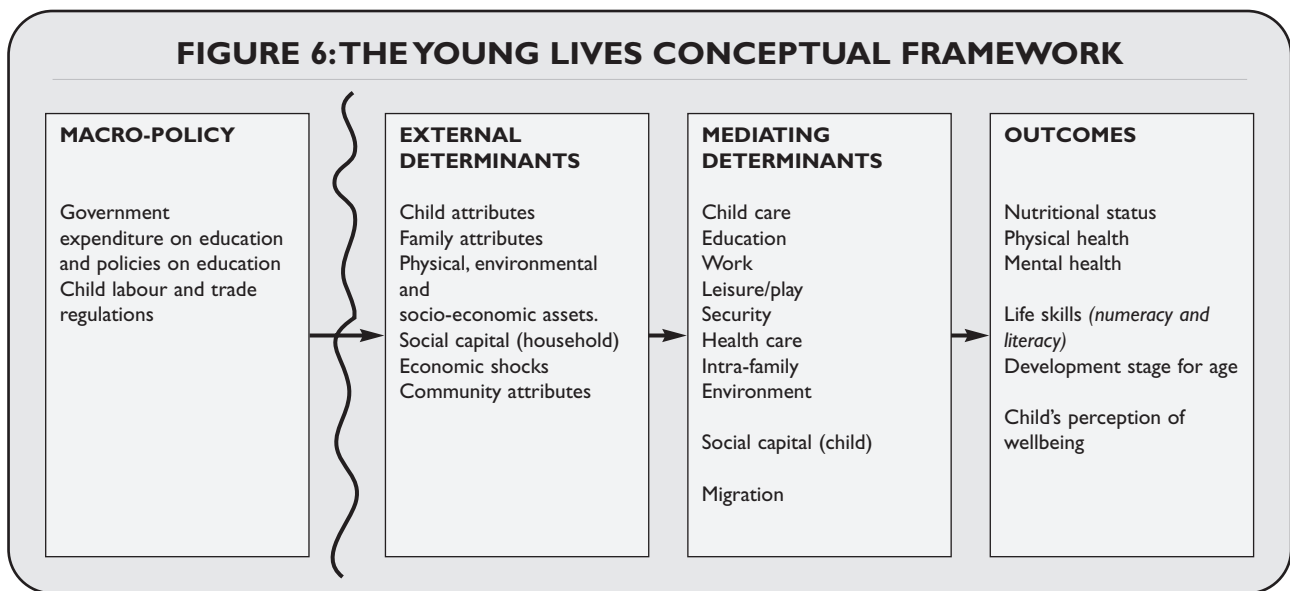 FIGURE 6: THE YOUNG LIVES CONCEPTUAL FRAMEWORK
MACRO-POLICY
Government
expenditure on education
and policies on education
Child labour and trade
regulations
EXTERNAL
DETERMINANTS
Child attributes
Family attributes
Physical, environmental
and
socio-economic assets.
Social capital (household)
Economic shocks
Community attributes
MEDIATING
DETERMINANTS
Child care
Education
Work
Leisure/play
Security
Health care
Intra-family
Environment
Social capital (child)
Migration
OUTCOMES
Nutritional status
Physical health
Mental health
Life skills (numeracy and
literacy)
Development stage for age
Child’s perception of
wellbeing